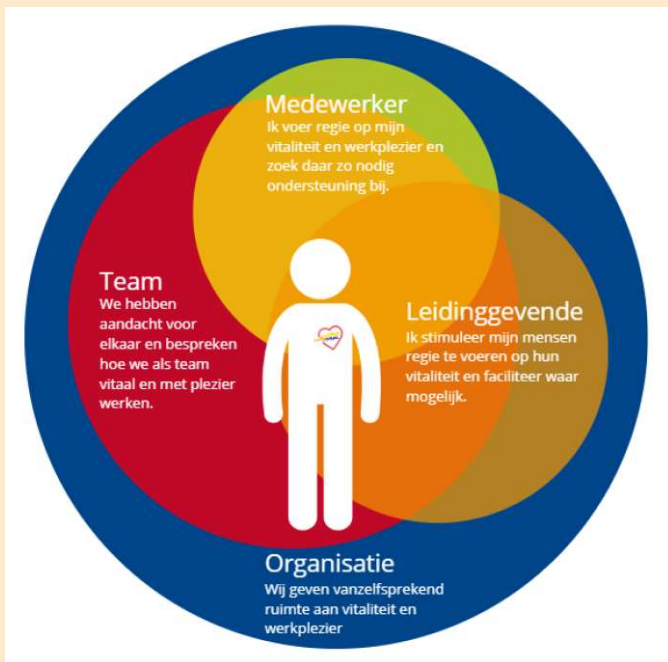 Medewerker
Ik voer regie op mijn
vitaliteit en werkplezier en
zoek daar zo nodig
ondersteuning bij.
Team
We hebben
aandacht voor
elkaar en bespreken
hoe we als team
vitaal en met plezier
werken.
Leidinggevende
Ik stimuleer mijn mensen
regie te voeren op hun
vitaliteit en faciliteer waar
mogelijk.
Organisatie
Wij geven vanzelfsprekend
ruimte aan vitaliteit en
werkplezier